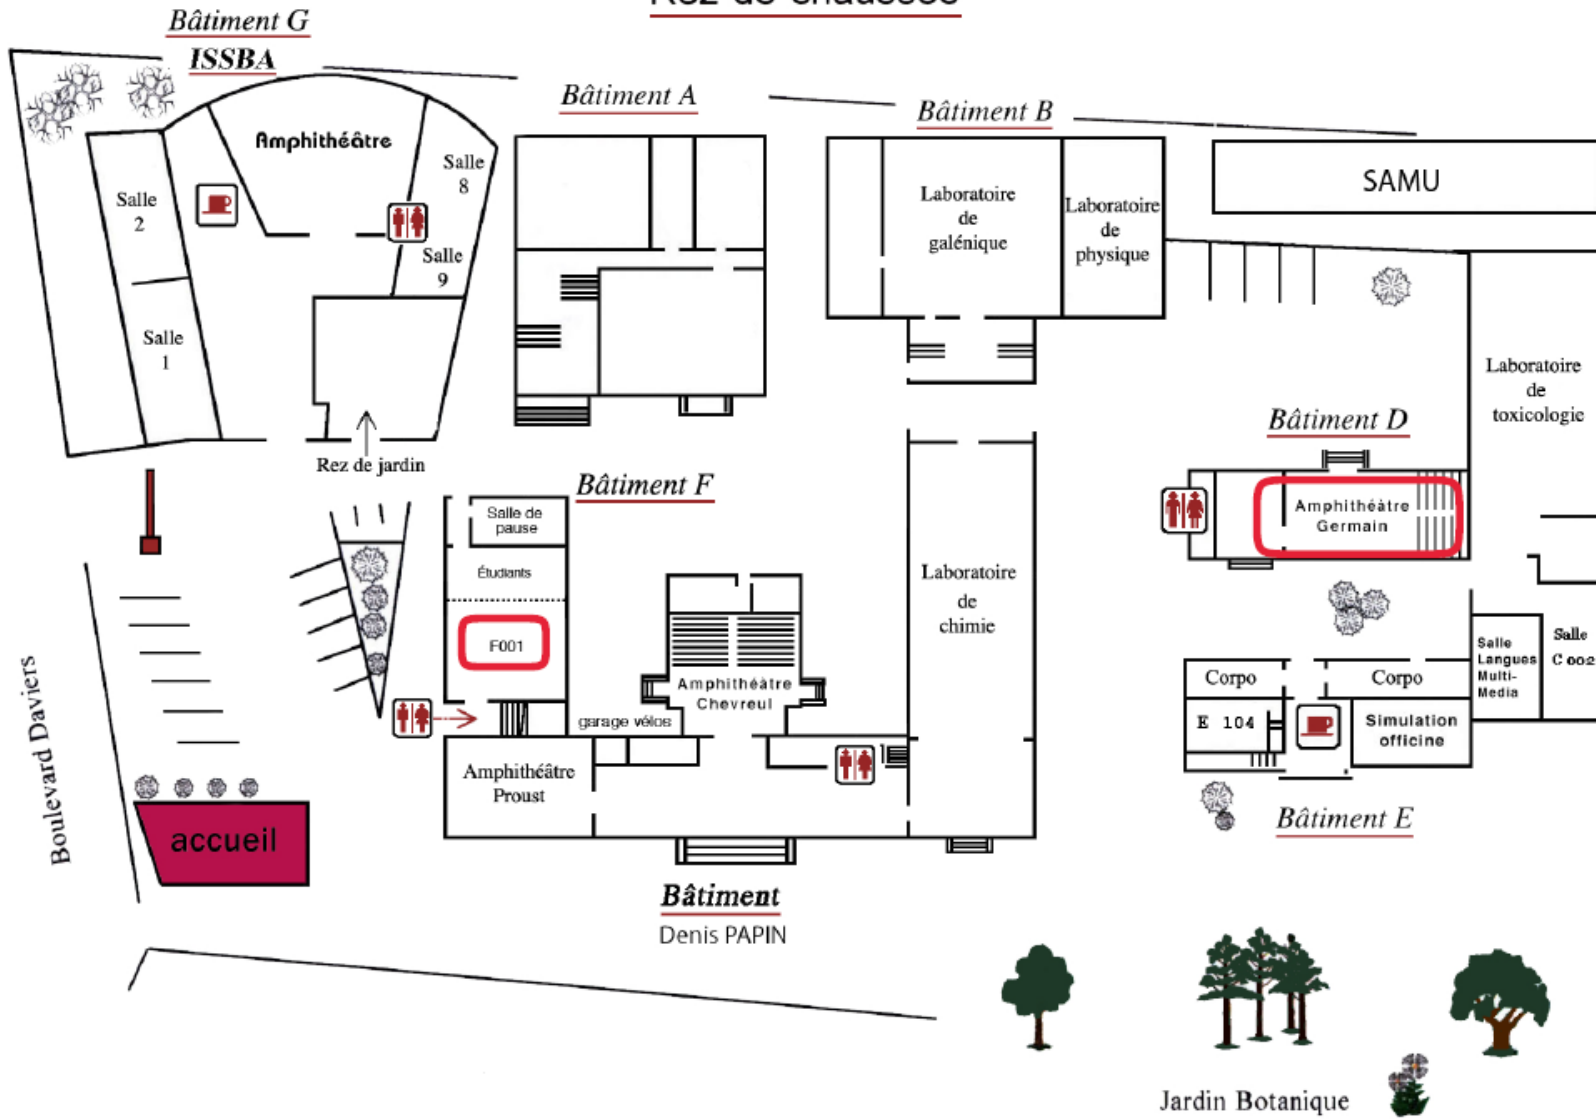 Rez de chaussée
Bâtiment G
ISSBA
Bâtiment A
Bâtiment B
Amphithéâtre
Salle
8
Salle
2
Salle
9
Salle
1
Rez de jardin
Laboratoire
de
galénique
Laboratoire
de
physique
SAMU
Laboratoire
de
toxicologie
Bâtiment D
Amphithéâtre
Germain
Bâtiment F
Salle de
pause
Étudiants
F001
Amphithéâtre
Chevreul
garage vélos
Amphithéâtre
Proust
Laboratoire
de
chimie
Corpo
Corpo
E 104
Simulation
officine
Salle
Langues
Multi-
Media
Salle
C 002
Bâtiment E
Boulevard Daviers
accueil
Bâtiment
Denis PAPIN
Jardin Botanique